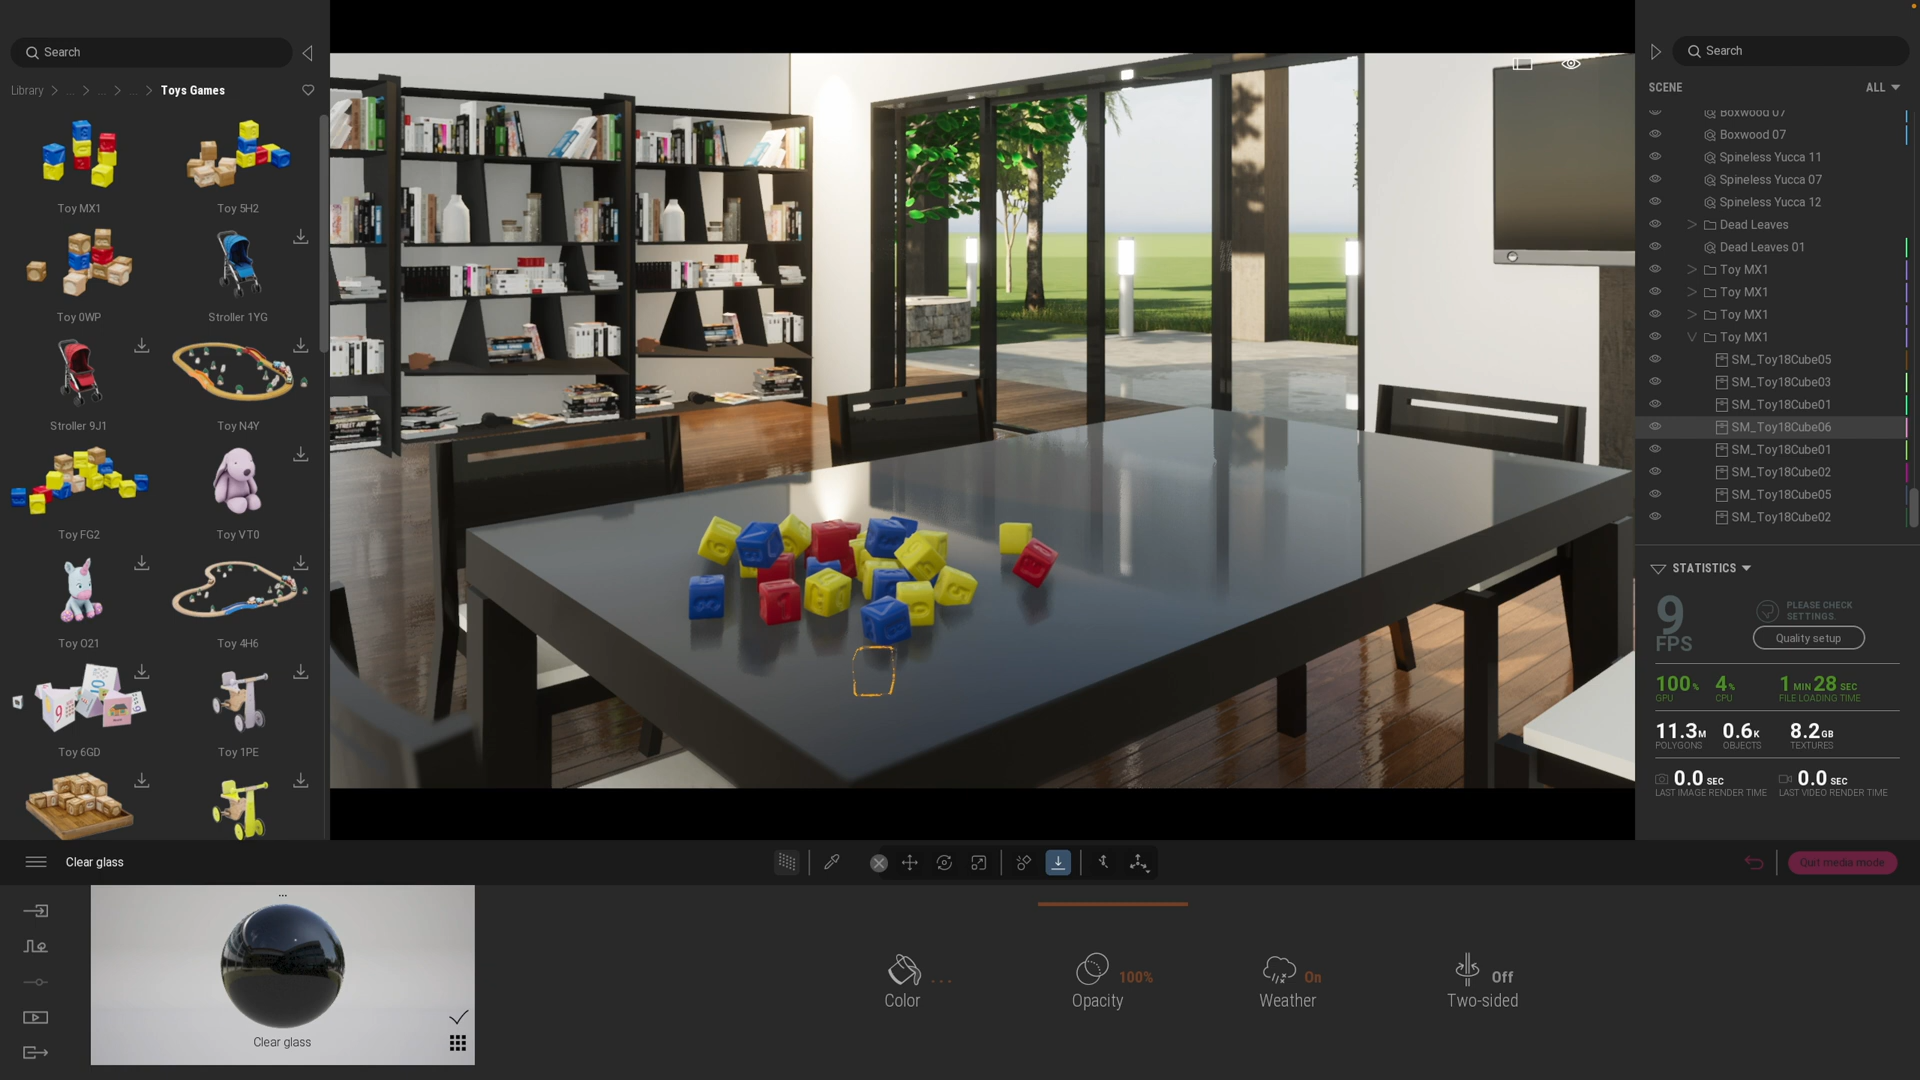 Search
Library > ... > ... > ... > Toys Games
Toy MX1
Toy 5H2
Toy 0WP
Stroller 1YG
Stroller 9J1
Toy N4Y
Toy FG2
Toy VT0
Toy O21
Toy 4H6
Toy 6GD
Toy 1PE
STREET ART
Search
SCENE
ALL
Boxwood 07
Boxwood 07
Spineless Yucca 11
Spineless Yucca 07
Spineless Yucca 12
Dead Leaves
Dead Leaves 01
Toy MX1
Toy MX1
Toy MX1
Toy MX1
SM_Toy18Cube05
SM_Toy18Cube03
SM_Toy18Cube01
SM_Toy18Cube06
SM_Toy18Cube01
SM_Toy18Cube02
SM_Toy18Cube05
SM_Toy18Cube02
STATISTICS
9 FPS
PLEASE CHECK
SETTINGS.
Quality setup
100% GPU
4% CPU
1 MIN 28 SEC
FILE LOADING TIME
11.3M POLYGONS
0.6K OBJECTS
8.2GB TEXTURES
0.0 SEC
LAST IMAGE RENDER TIME
0.0 SEC
LAST VIDEO RENDER TIME
Clear glass
Quit media mode
...
Clear glass
Color ...
Opacity 100%
Weather On
Two-sided Off